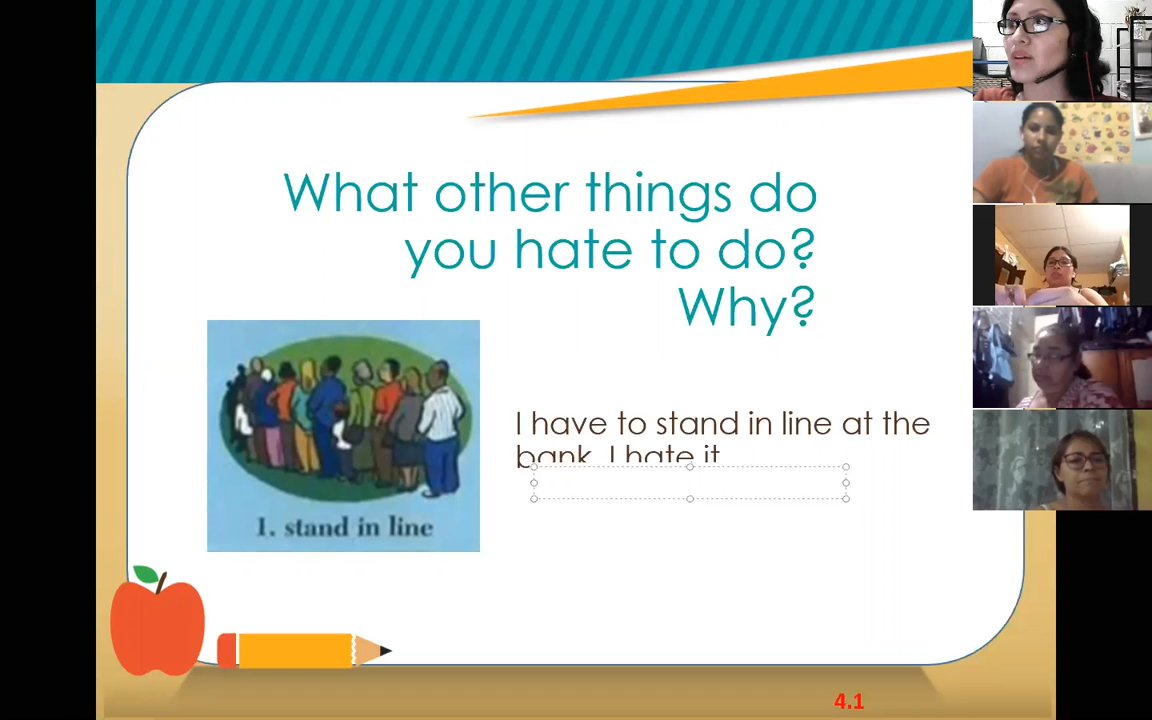 What other things do
you hate to do?
Why?
I have to stand in line at the
bank. I hate it
1. stand in line
4.1